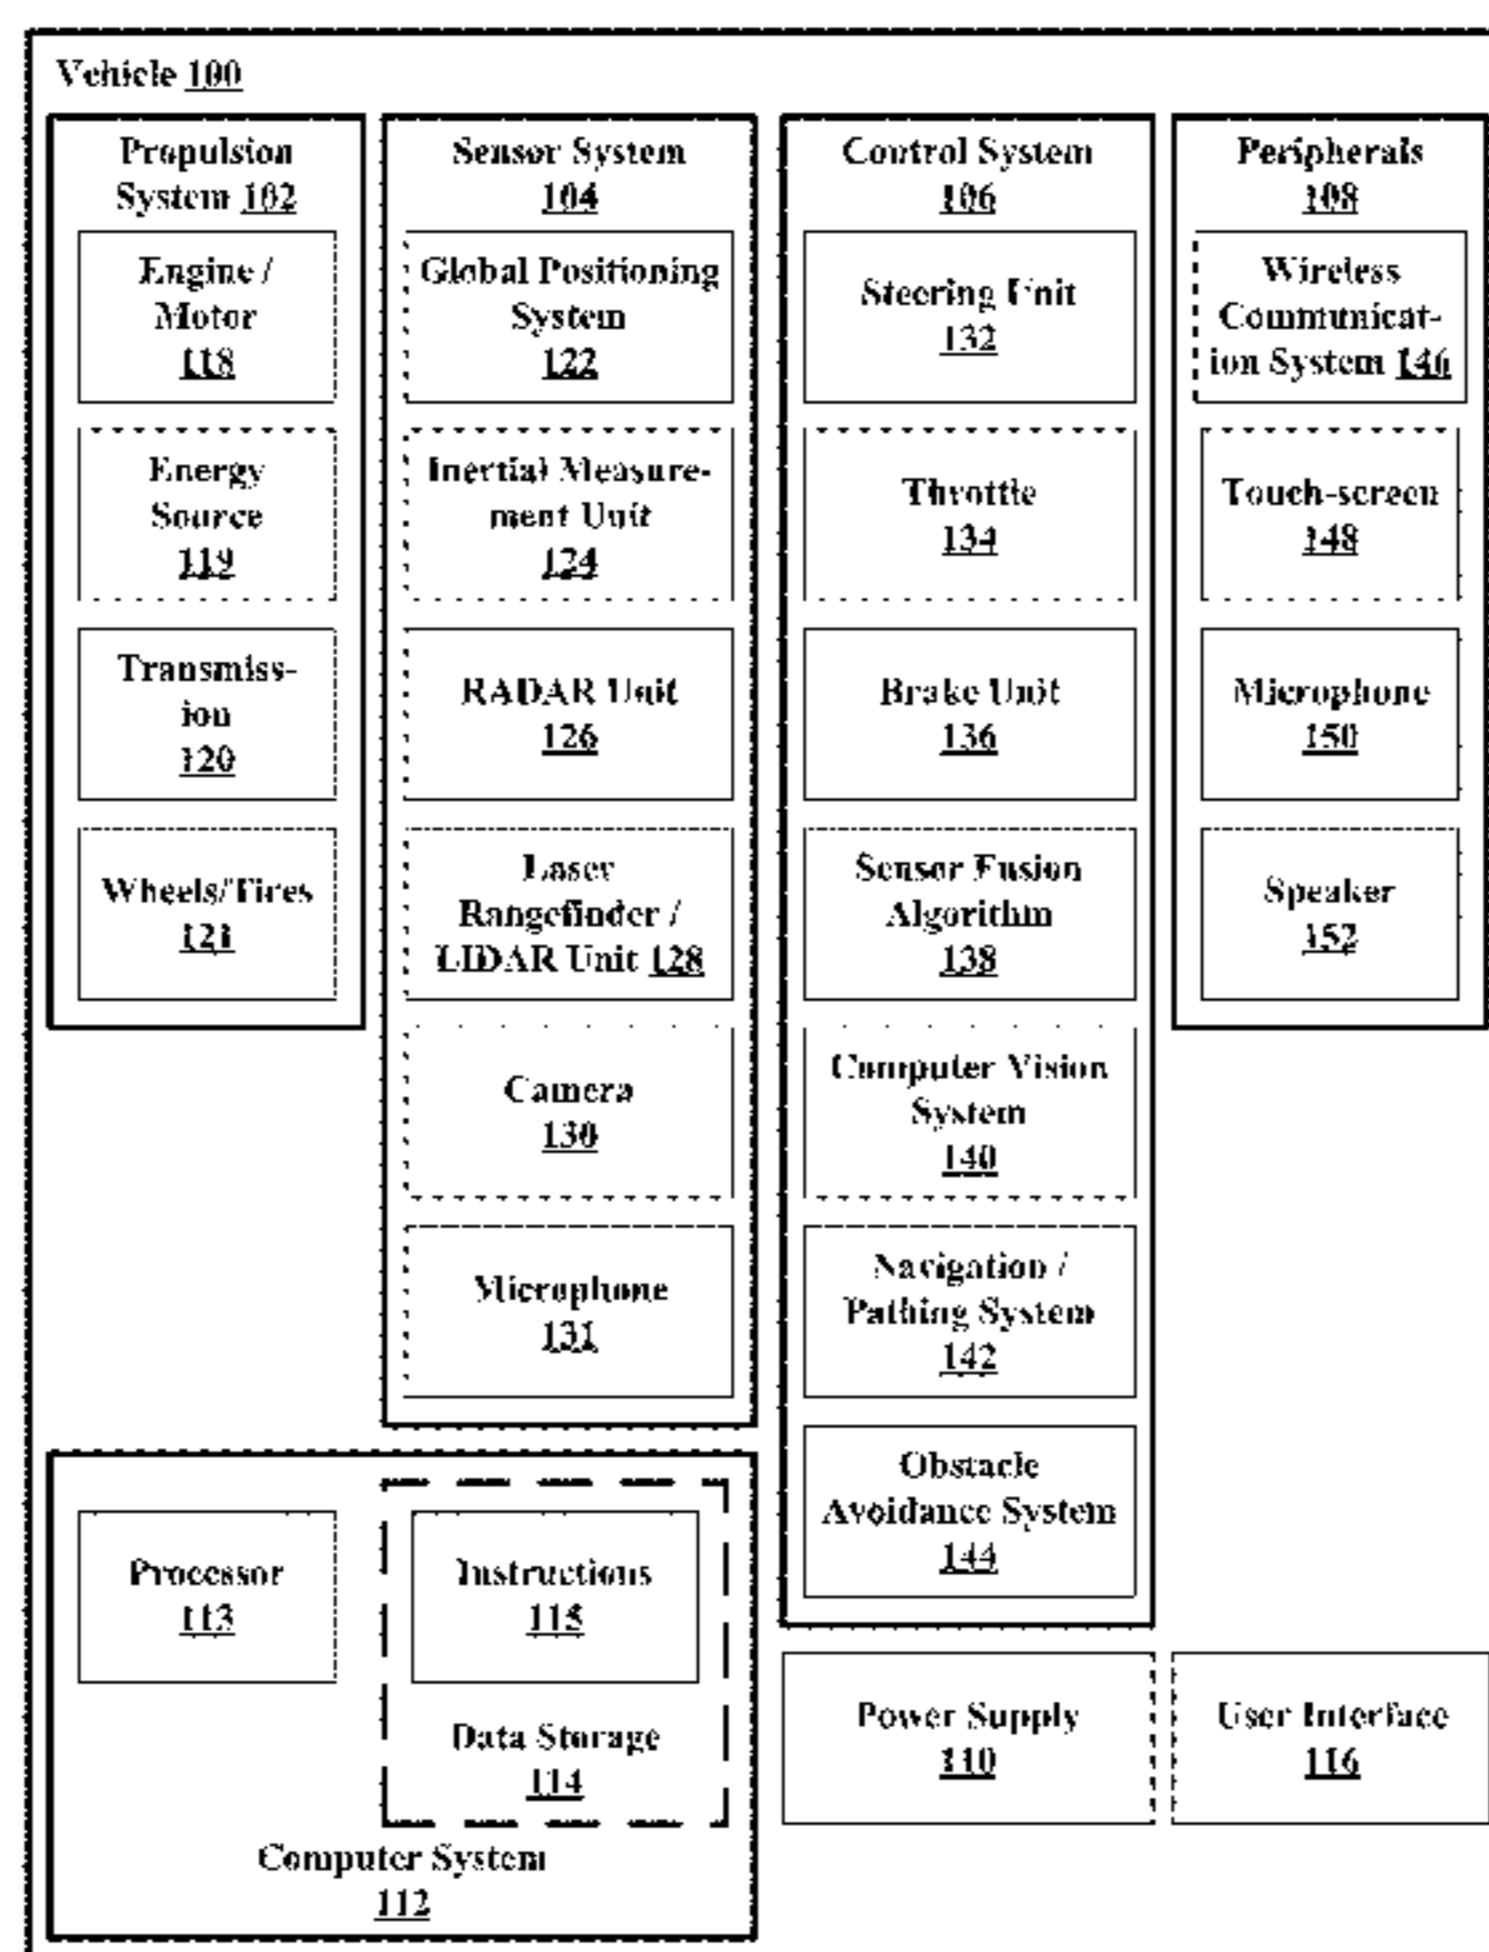 Vehicle 100
Propulsion
System 102
Engine /
Motor
118
Energy
Source
119
Transmiss-
ion
120
Wheels/Tires
121
Sensor System
104
Global Positioning
System
122
Inertial Measure-
ment Unit
124
RADAR Unit
126
Laser
Rangefinder /
LIDAR Unit 128
Camera
130
Microphone
131
Control System
106
Steering Unit
132
Throttle
134
Brake Unit
136
Sensor Fusion
Algorithm
138
Computer Vision
System
140
Navigation /
Pathing System
142
Obstacle
Avoidance System
144
Peripherals
108
Wireless
Communicat-
ion System 146
Touch-screen
148
Microphone
150
Speaker
152
Processor
113
Instructions
115
Data Storage
114
Computer System
112
Power Supply
110
User Interface
116